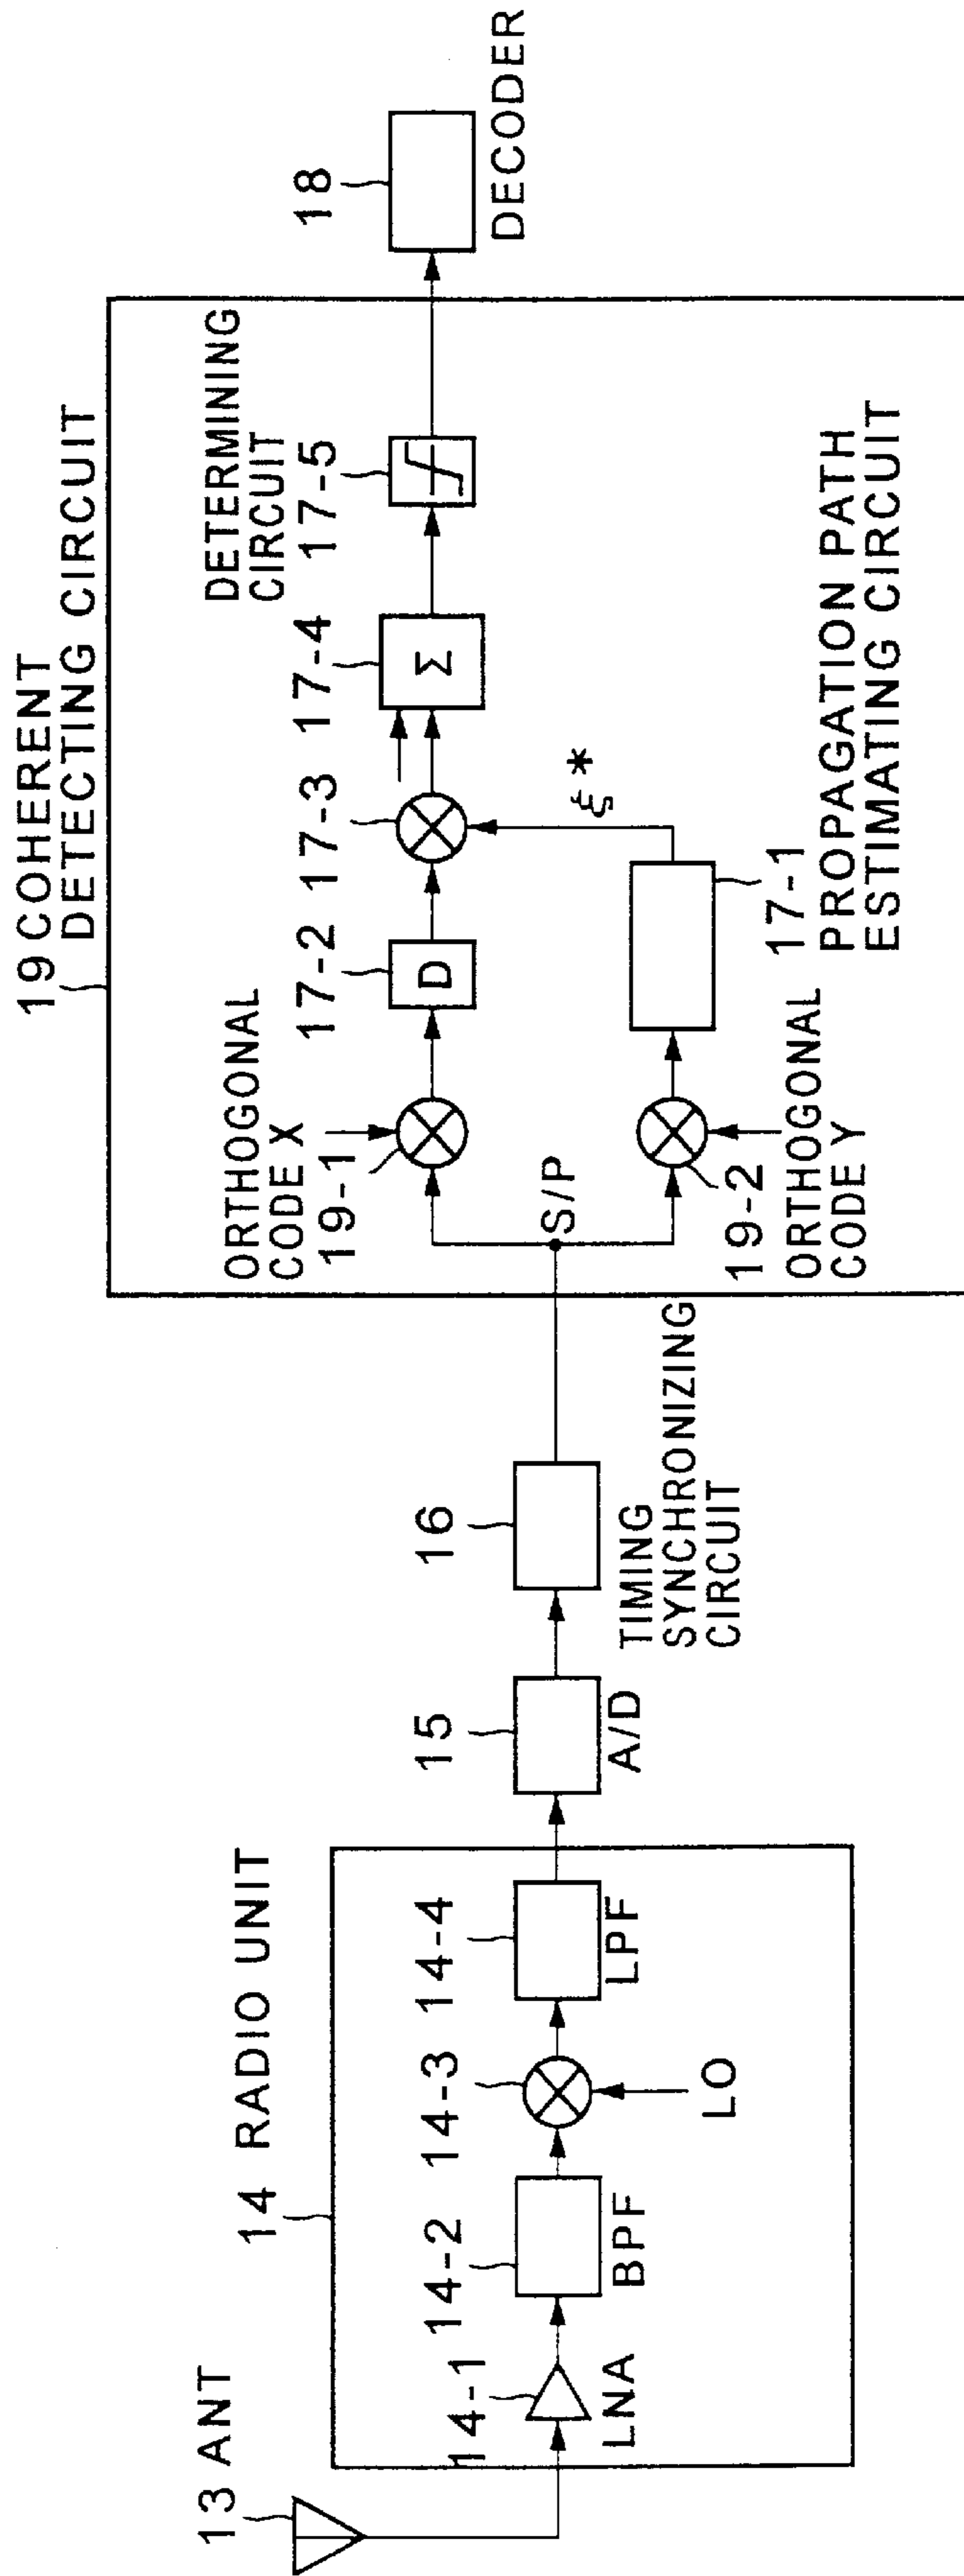 13 ANT
14 RADIO UNIT
14-1
LNA
14-2
BPF
14-3
LO
14-4
LPF
15
A/D
16
TIMING
SYNCHRONIZING
CIRCUIT
19 COHERENT
DETECTING CIRCUIT
S/P
ORTHOGONAL
CODE X
19-1
19-2
ORTHOGONAL
CODE Y
17-2
D
17-3
ξ*
17-1
PROPAGATION PATH
ESTIMATING CIRCUIT
17-4
Σ
DETERMINING
CIRCUIT
17-5
18
DECODER